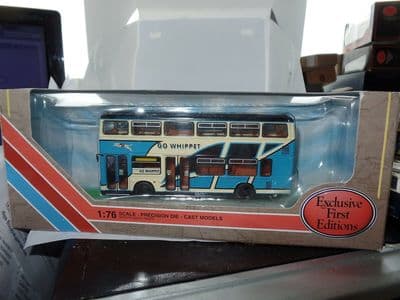 GO WHIPPET
GO WHIPPET
1:76 SCALE - PRECISION DIE - CAST MODELS
Exclusive
First
Editions